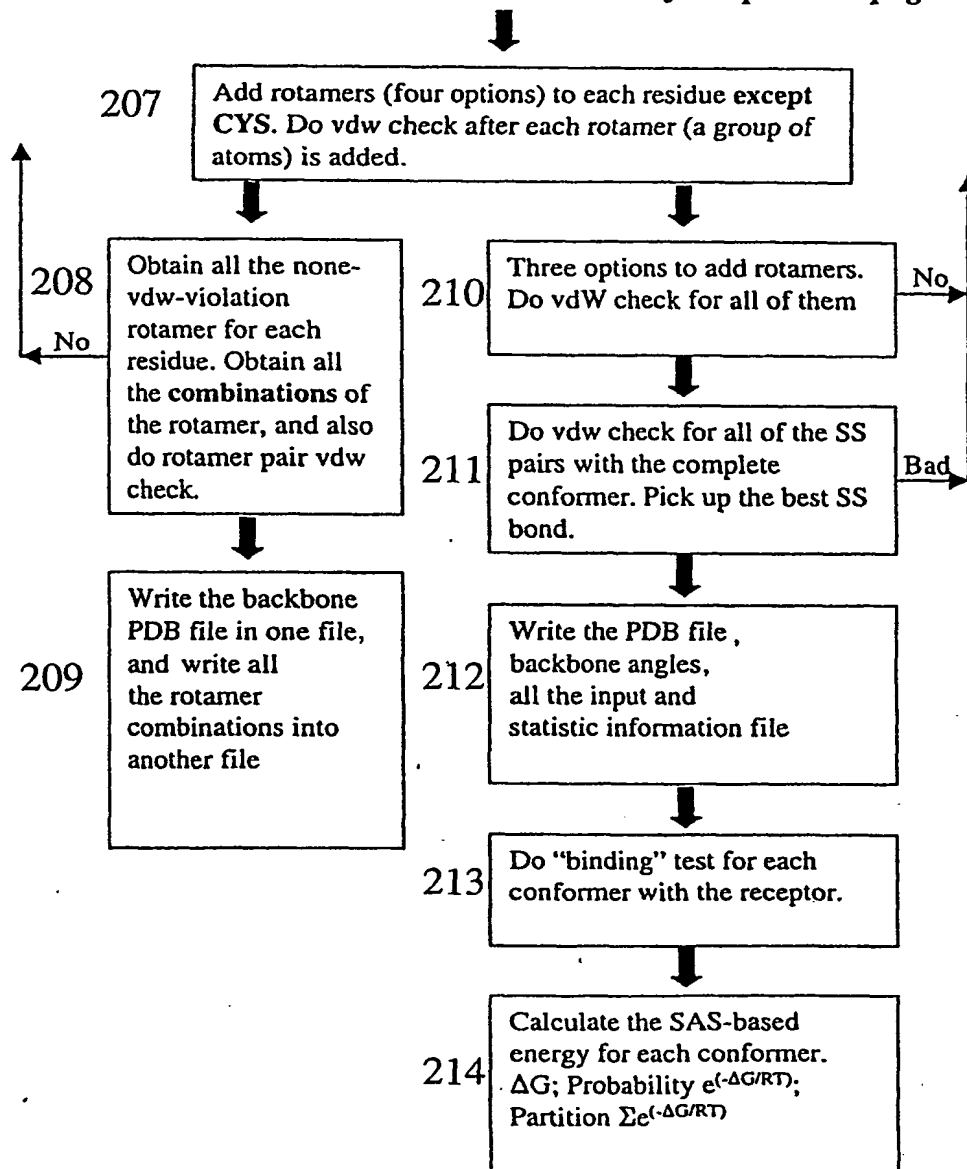 207
Add rotamers (four options) to each residue except
CYS. Do vdw check after each rotamer (a group of
atoms) is added.
208
Obtain all the none-
vdw-violation
rotamer for each
residue. Obtain all
the combinations of
the rotamer, and also
do rotamer pair vdw
check.
No
210
Three options to add rotamers.
Do vdW check for all of them
No
211
Do vdw check for all of the SS
pairs with the complete
conformer. Pick up the best SS
bond.
Bad
209
Write the backbone
PDB file in one file,
and write all
the rotamer
combinations into
another file
212
Write the PDB file ,
backbone angles,
all the input and
statistic information file
213
Do “binding” test for each
conformer with the receptor.
214
Calculate the SAS-based
energy for each conformer.
ΔG; Probability e(-ΔG/RT);
Partition Σe(-ΔG/RT)